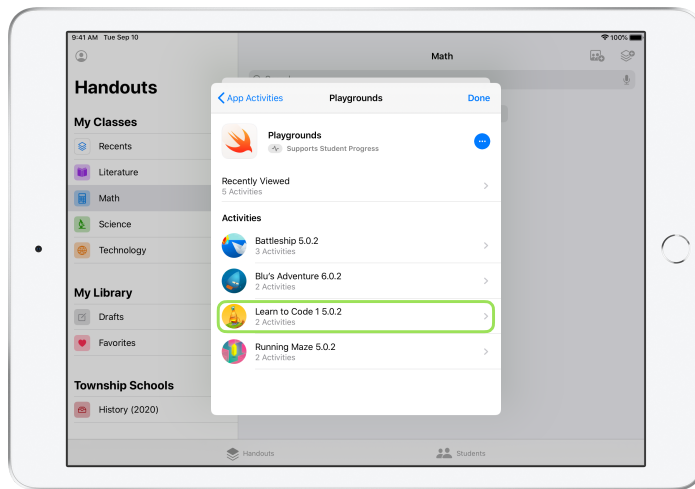 9:41 AM Tue Sep 10
100%
Math
Handouts
My Classes
Recents
Literature
Math
Science
Technology
My Library
Drafts
Favorites
Township Schools
History (2020)
App Activities
Playgrounds
Done
Playgrounds
Supports Student Progress
Recently Viewed
5 Activities
Activities
Battleship 5.0.2
3 Activities
Blu's Adventure 6.0.2
2 Activities
Learn to Code 1 5.0.2
2 Activities
Running Maze 5.0.2
2 Activities
Handouts
Students